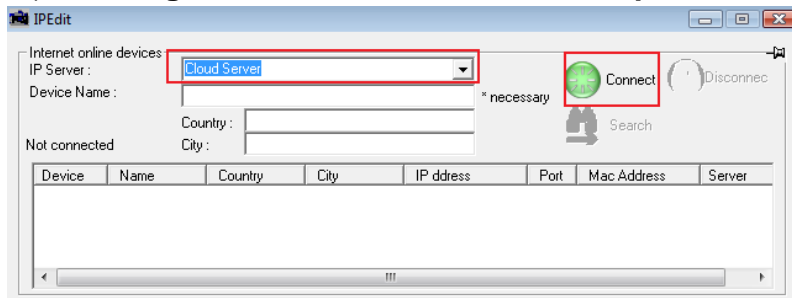 IPEdit
Internet online devices
IP Server :
Cloud Server
Device Name :
* necessary
Connect
Disconnec
Country :
Search
Not connected
City :
Device Name Country City IP ddress Port Mac Address Server